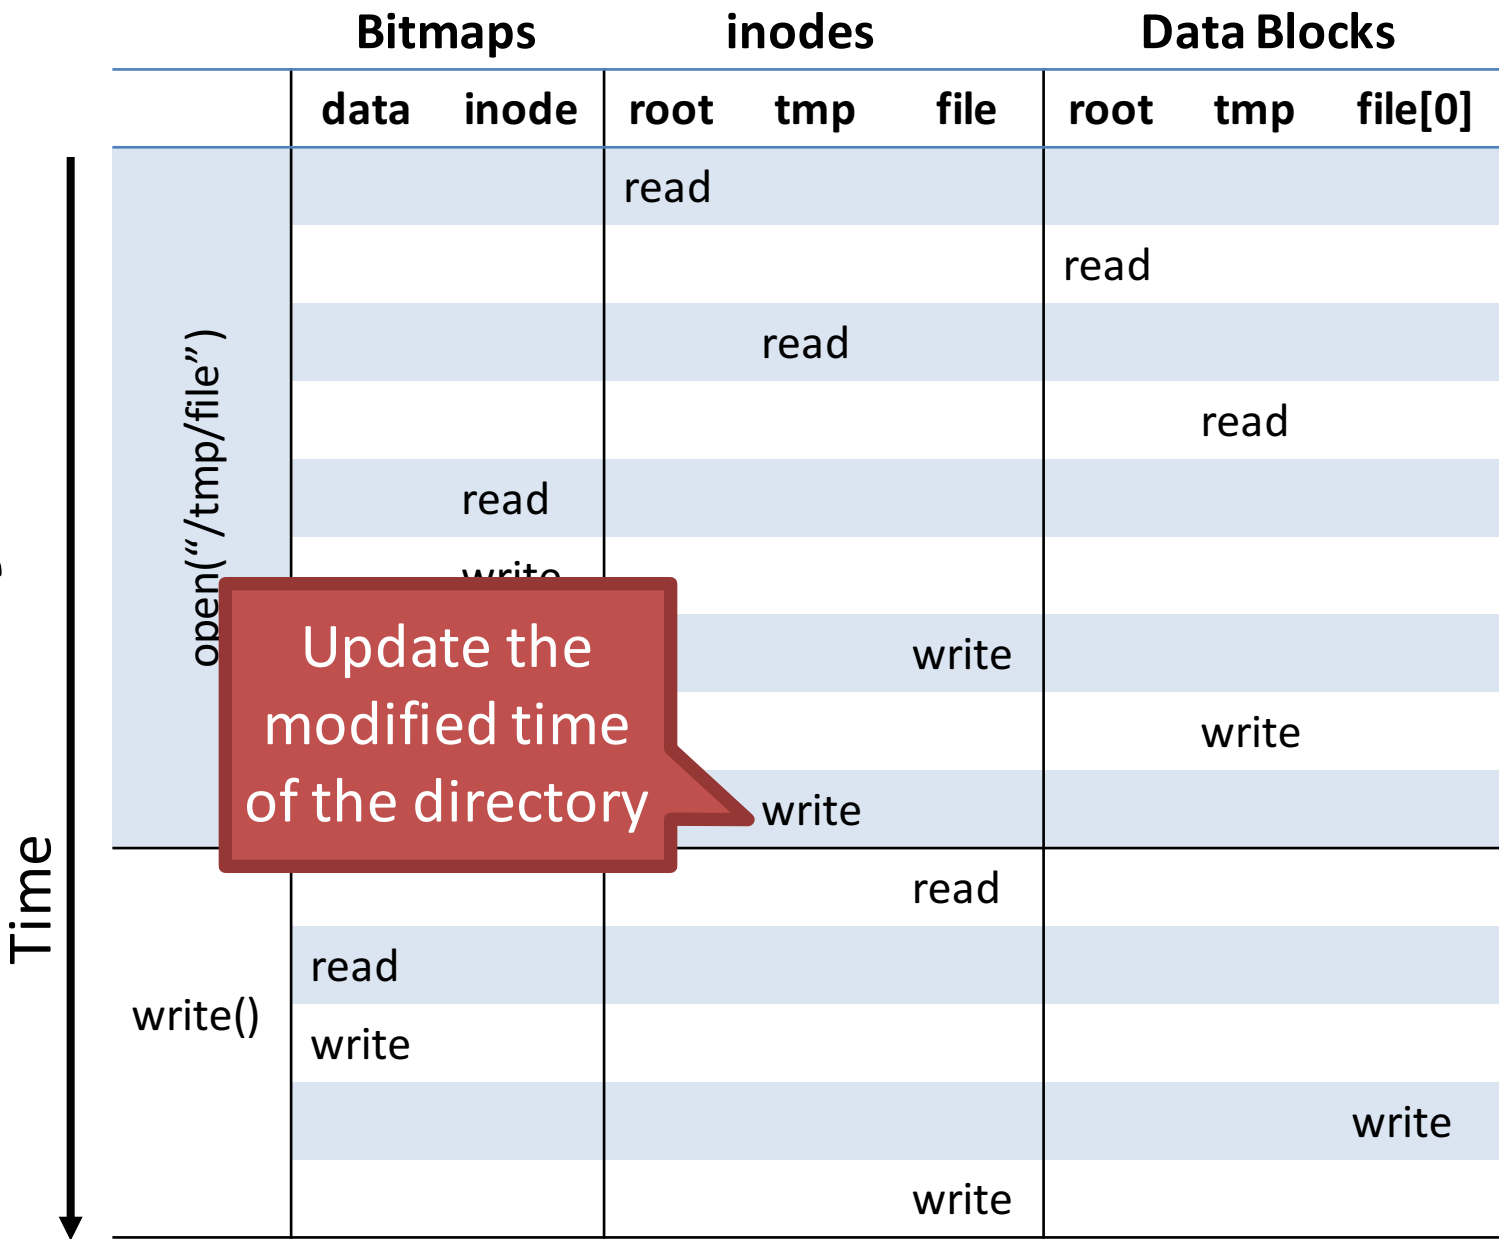 Bitmaps inodes Data Blocks
data inode root tmp file root tmp file[0]
read
read
read
read
read
write
open(“/tmp/file”)
write
Update the
modified time
of the directory
write
write
Time
read
read
write()
write
write
write